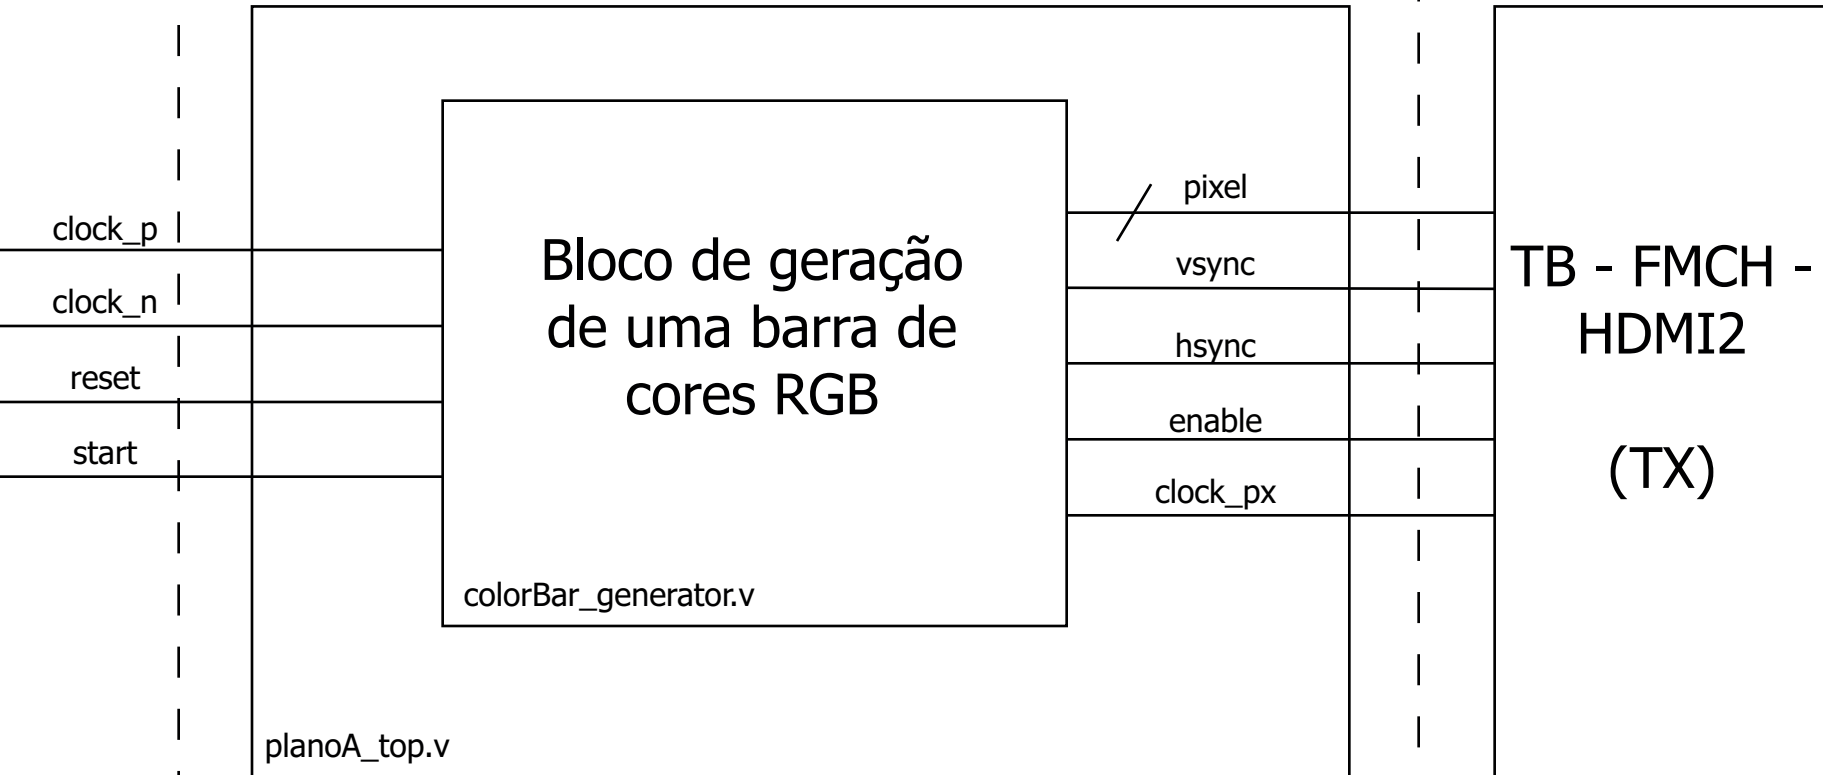 clock_p
clock_n
reset
start
Bloco de geração
de uma barra de
cores RGB
colorBar_generator.v
planoA_top.v
pixel
vsync
hsync
enable
clock_px
TB - FMCH -
HDMI2
(TX)